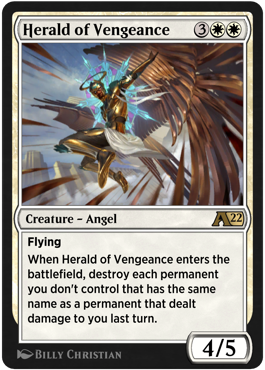 Herald of Vengeance 3
Creature – Angel A22
Flying
When Herald of Vengeance enters the
battlefield, destroy each permanent
you don't control that has the same
name as a permanent that dealt
damage to you last turn.
Billy Christian
4/5